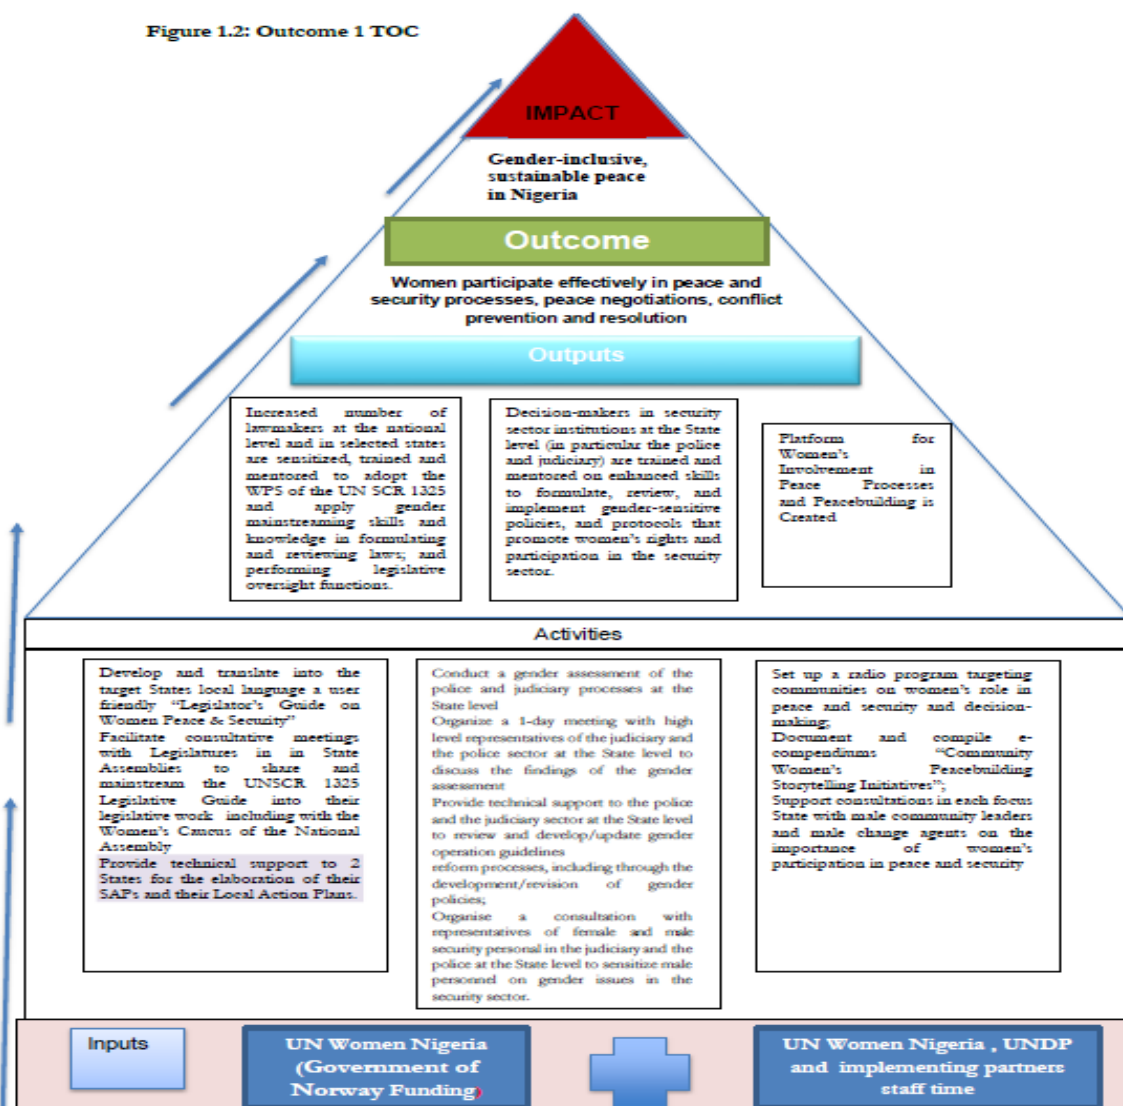 Figure 1.2: Outcome 1 TOC
IMPACT
Gender-inclusive,
sustainable peace
in Nigeria
Outcome
Women participate effectively in peace and
security processes, peace negotiations, conflict
prevention and resolution
Outputs
Increased number of
lawmakers at the national
level and in selected states
are sensitized, trained and
mentored to adopt the
WPS of the UN SCR 1325
and apply gender
mainstreaming skills and
knowledge in formulating
and reviewing laws; and
performing legislative
oversight functions.
Decision-makers in security
sector institutions at the State
level (in particular the police
and judiciary) are trained and
mentored on enhanced skills
to formulate, review, and
implement gender-sensitive
policies, and protocols that
promote women's rights and
participation in the security
sector.
Platform for
Women's
Involvement in
Peace Processes
and Peacebuilding is
Created
Activities
Develop and translate into the
target States local language a user
friendly "Legislator's Guide on
Women Peace & Security"
Facilitate consultative meetings
with Legislatures in in State
Assemblies to share and
mainstream the UNSCR 1325
Legislative Guide into their
legislative work including with the
Women's Caucus of the National
Assembly
Provide technical support to 2
States for the elaboration of their
SAPs and their Local Action Plans.
Conduct a gender assessment of the
police and judiciary processes at the
State level
Organize a 1-day meeting with high
level representatives of the judiciary and
the police sector at the State level to
discuss the findings of the gender
assessment
Provide technical support to the police
and the judiciary sector at the State level
to review and develop/update gender
operation guidelines
reform processes, including through the
development/revision of gender
policies;
Organise a consultation with
representatives of female and male
security personal in the judiciary and the
police at the State level to sensitize male
personnel on gender issues in the
security sector.
Set up a radio program targeting
communities on women's role in
peace and security and decision-
making;
Document and compile e-
compendiums "Community
Women's Peacebuilding
Storytelling Initiatives";
Support consultations in each focus
State with male community leaders
and male change agents on the
importance of women's
participation in peace and security
Inputs
UN Women Nigeria
(Government of
Norway Funding)
UN Women Nigeria , UNDP
and implementing partners
staff time